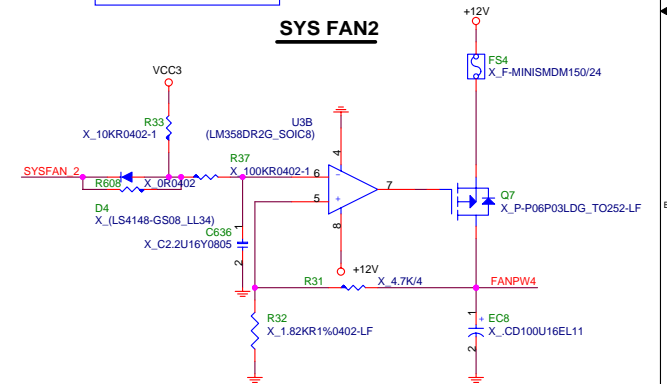 SYS FAN2
+12V
FS4
X_F-MINISMDM150/24
VCC3
R33
X_10KR0402-1
U3B
(LM358DR2G_SOIC8)
4
SYSFAN_2
R37
X_100KR0402-1
6
7
R608
X_0R0402
5
8
D4
X_(LS4148-GS08_LL34)
C636
X_C2.2U16Y0805
1
2
Q7
X_P-P06P03LDG_TO252-LF
+12V
R31
X_4.7K/4
FANPW4
R32
X_1.82KR1%0402-LF
1
+
EC8
X_.CD100U16EL11
2